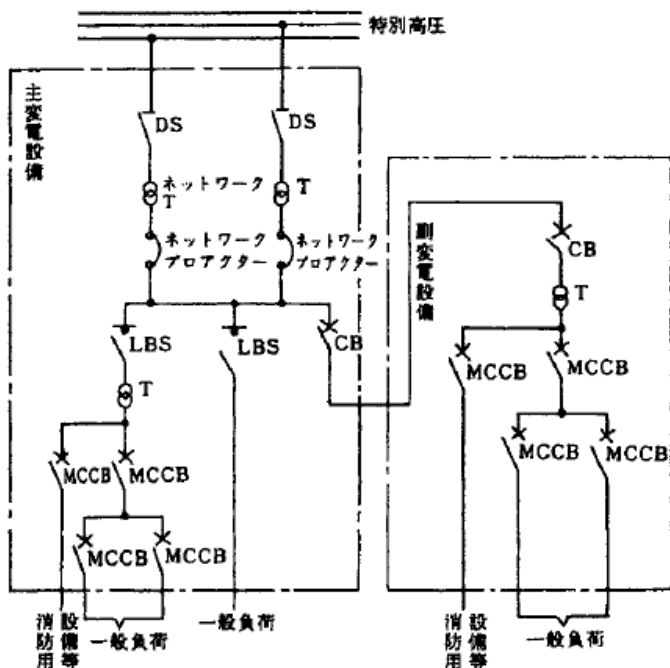 特別高圧
主変電設備
DS
DS
ネットワーク
T
T
ネットワーク
プロアクター
ネットワーク
プロアクター
副変電設備
CB
T
LBS
LBS
CB
T
MCCB
MCCB
MCCB
MCCB
MCCB
MCCB
MCCB
MCCB
消防用
設備等
一般負荷
一般負荷
消防用
設備等
一般負荷